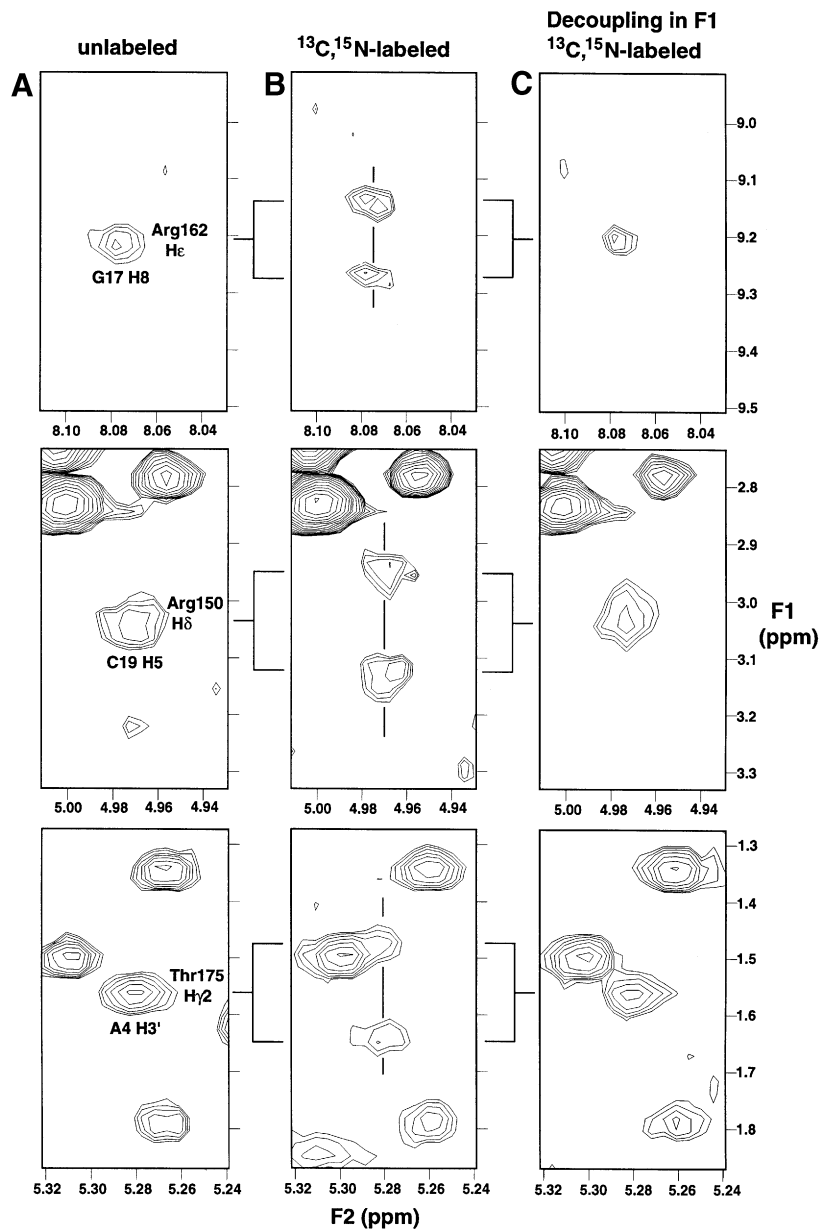 unlabeled
¹³C,¹⁵N-labeled
Decoupling in F1
¹³C,¹⁵N-labeled
A
B
C
Arg162
Hε
G17 H8
9.0
9.1
9.2
9.3
9.4
9.5
8.10 8.08 8.06 8.04
8.10 8.08 8.06 8.04
8.10 8.08 8.06 8.04
Arg150
Hδ
C19 H5
2.8
2.9
3.0
3.1
3.2
3.3
F1
(ppm)
5.00 4.98 4.96 4.94
5.00 4.98 4.96 4.94
5.00 4.98 4.96 4.94
Thr175
Hγ2
A4 H3'
1.3
1.4
1.5
1.6
1.7
1.8
5.32 5.30 5.28 5.26 5.24
5.32 5.30 5.28 5.26 5.24
5.32 5.30 5.28 5.26 5.24
F2 (ppm)